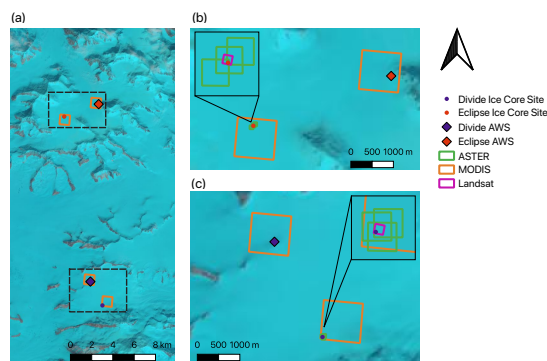 (a)
(b)
(c)
0 2 4 6 8 km
0 500 1000 m
0 500 1000 m
Divide Ice Core Site
Eclipse Ice Core Site
Divide AWS
Eclipse AWS
ASTER
MODIS
Landsat